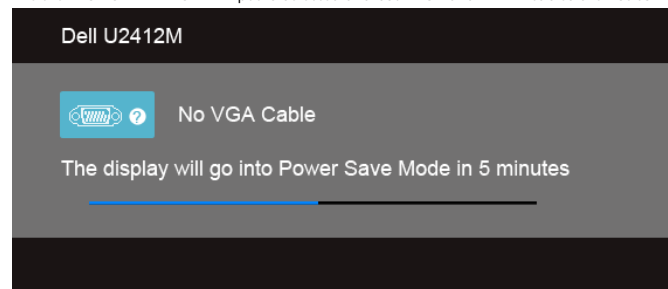 Dell U2412M
? No VGA Cable
The display will go into Power Save Mode in 5 minutes